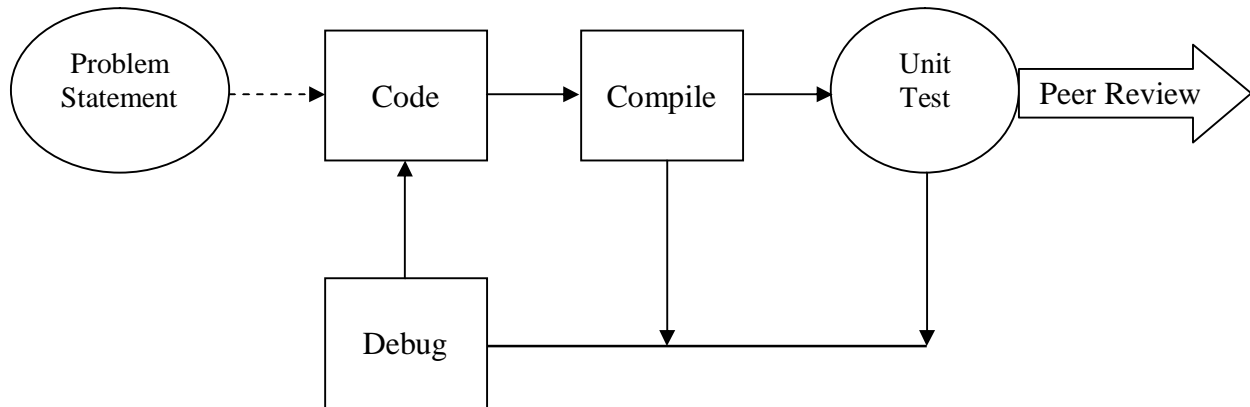 Problem
Statement
Code
Compile
Unit
Test
Peer Review
Debug